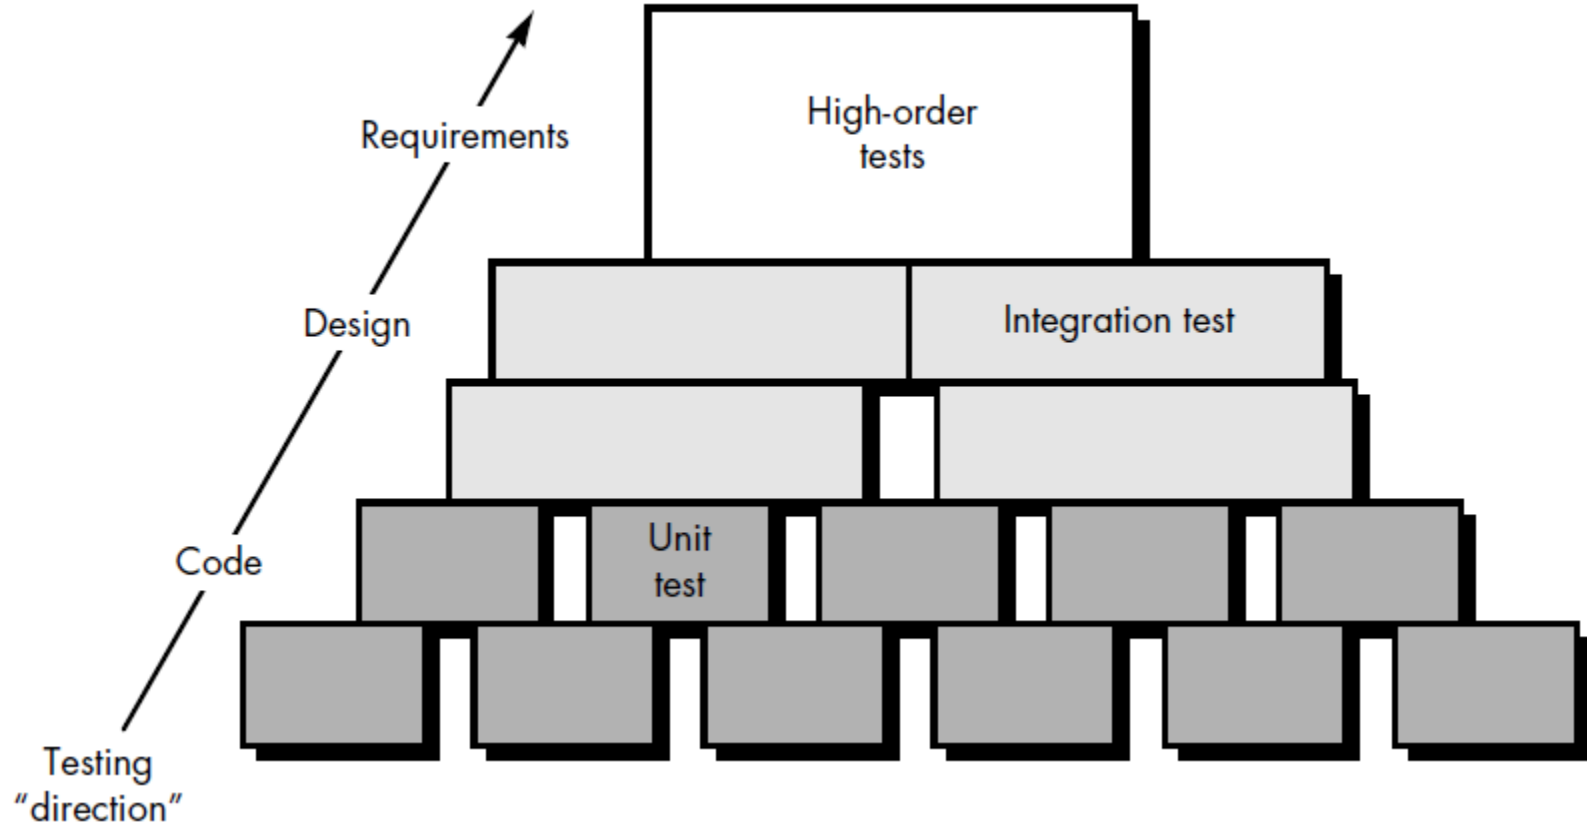 High-order
tests
Requirements
Integration test
Design
Unit
test
Code
Testing
“direction”